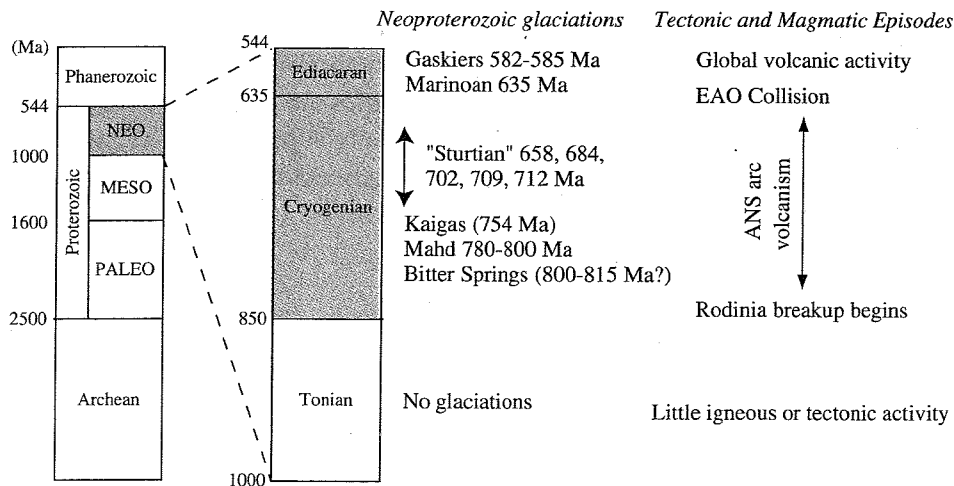 Neoproterozoic glaciations
Tectonic and Magmatic Episodes
(Ma)
Phanerozoic
544
NEO
1000
MESO
1600
Proterozoic
PALEO
2500
Archean
544
Ediacaran
635
Cryogenian
850
Tonian
1000
Gaskiers 582-585 Ma
Marinoan 635 Ma
"Sturtian" 658, 684,
702, 709, 712 Ma
Kaigas (754 Ma)
Mahd 780-800 Ma
Bitter Springs (800-815 Ma?)
No glaciations
Global volcanic activity
EAO Collision
ANS arc
volcanism
Rodinia breakup begins
Little igneous or tectonic activity